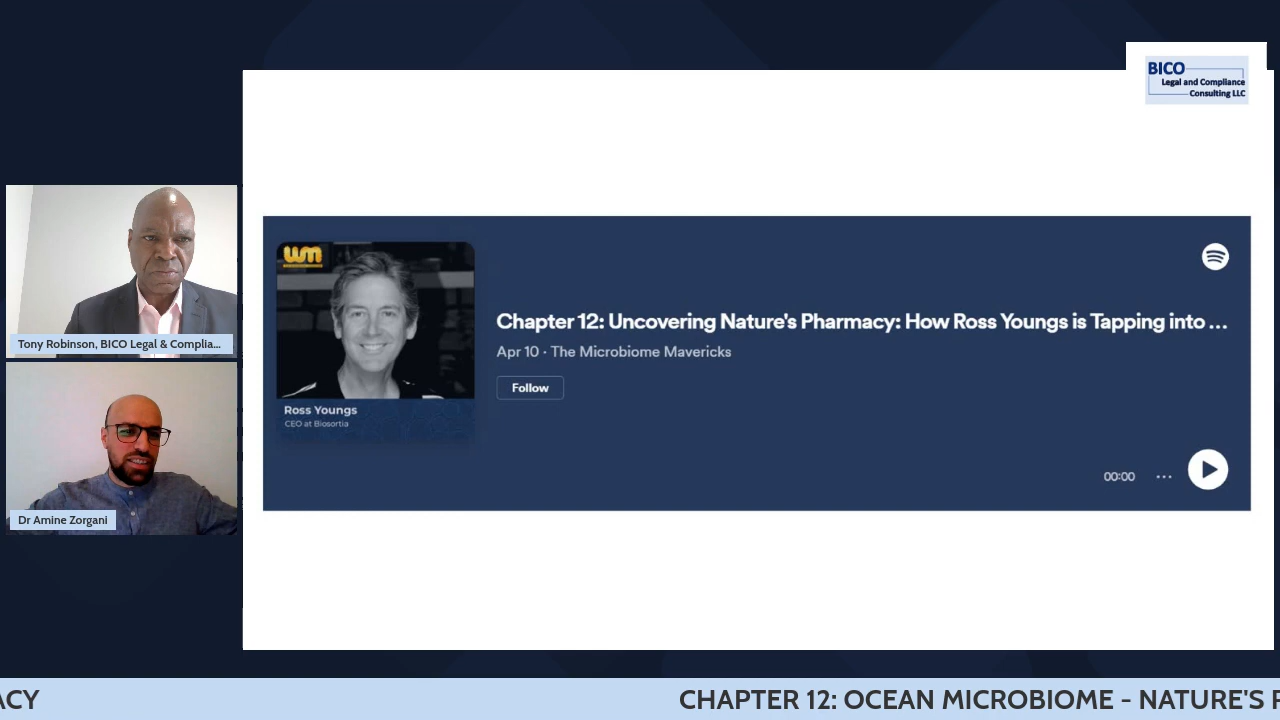 BICO
Legal and Compliance
Consulting LLC
Tony Robinson, BICO Legal & Complia...
Dr Amine Zorgani
um
Ross Youngs
CEO at Biosortia
Chapter 12: Uncovering Nature's Pharmacy: How Ross Youngs is Tapping into ...
Apr 10 · The Microbiome Mavericks
Follow
00:00
ACY
CHAPTER 12: OCEAN MICROBIOME - NATURE'S P